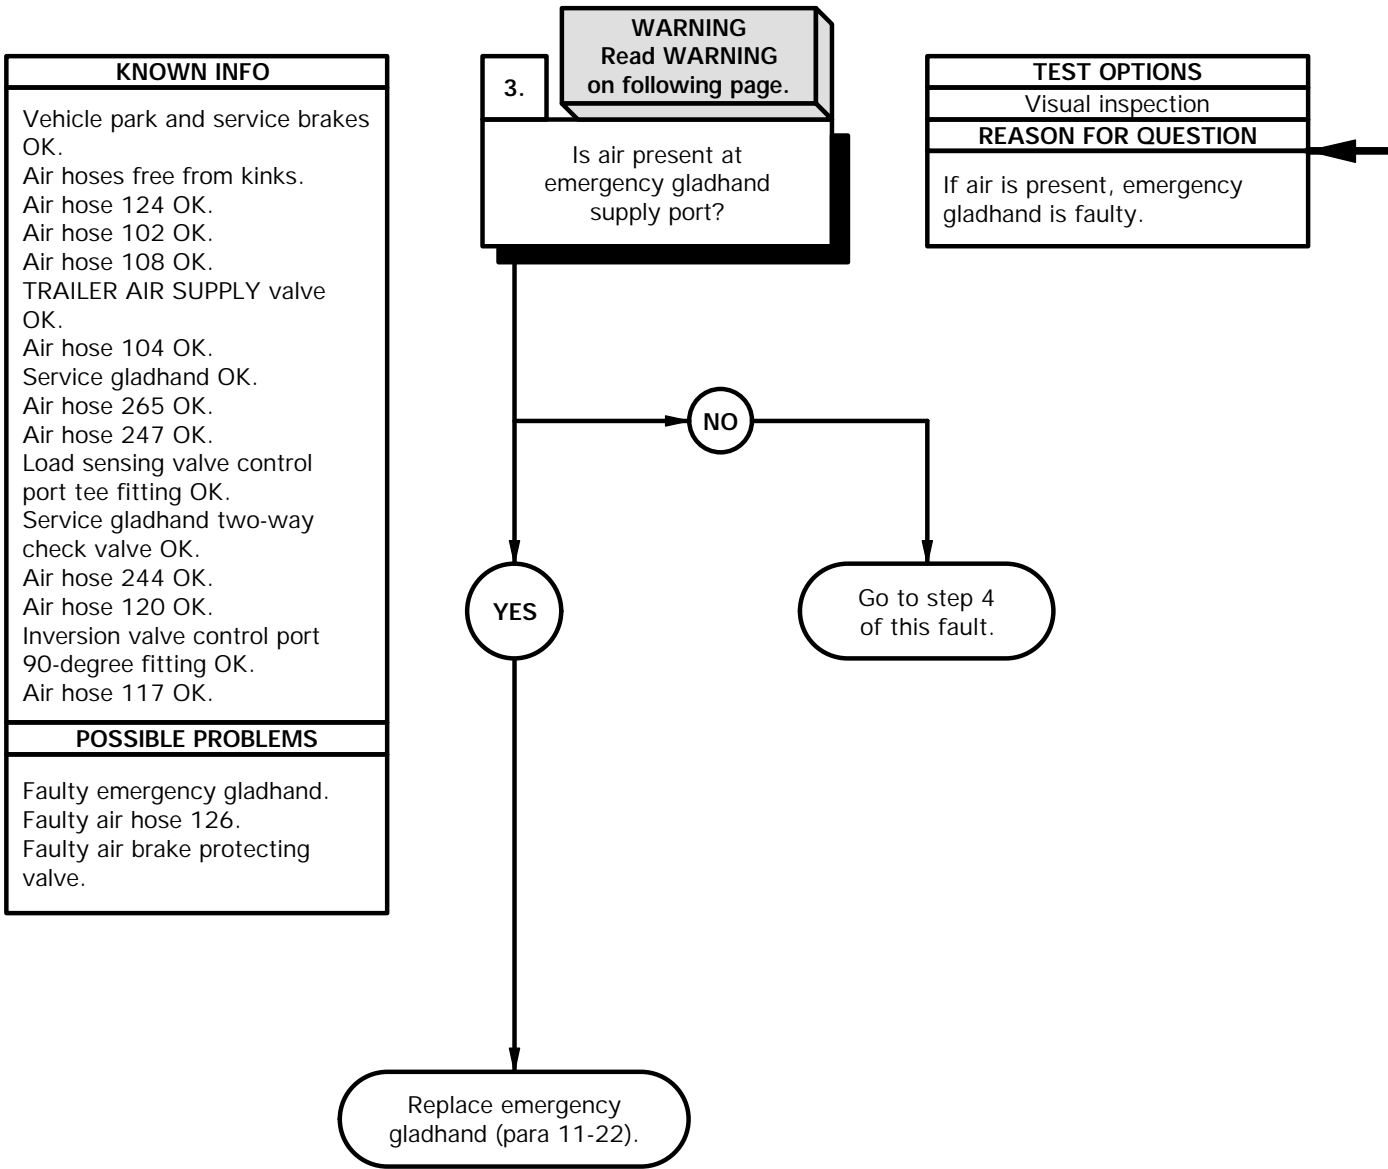 KNOWN INFO
Vehicle park and service brakes
OK.
Air hoses free from kinks.
Air hose 124 OK.
Air hose 102 OK.
Air hose 108 OK.
TRAILER AIR SUPPLY valve
OK.
Air hose 104 OK.
Service gladhand OK.
Air hose 265 OK.
Air hose 247 OK.
Load sensing valve control
port tee fitting OK.
Service gladhand two-way
check valve OK.
Air hose 244 OK.
Air hose 120 OK.
Inversion valve control port
90-degree fitting OK.
Air hose 117 OK.
POSSIBLE PROBLEMS
Faulty emergency gladhand.
Faulty air hose 126.
Faulty air brake protecting
valve.
WARNING
Read WARNING
on following page.
3.
Is air present at
emergency gladhand
supply port?
TEST OPTIONS
Visual inspection
REASON FOR QUESTION
If air is present, emergency
gladhand is faulty.
NO
YES
Go to step 4
of this fault.
Replace emergency
gladhand (para 11-22).